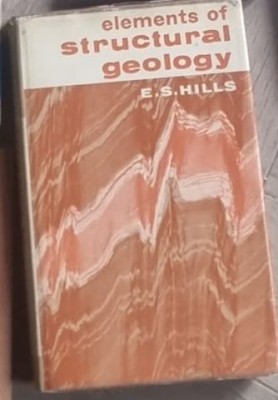 elements of
structural
geology
E.S.HILLS